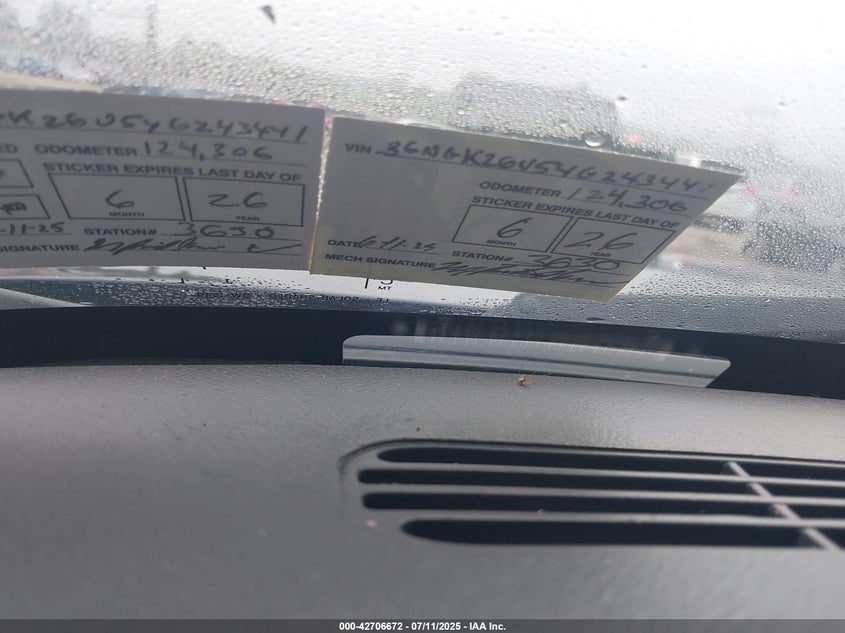 K26U54G243441
ODOMETER 124,306
STICKER EXPIRES LAST DAY OF
6 26
MONTH YEAR
-11-25 STATION# 3630
SIGNATURE
VIN 3GNGK26U54G243441
ODOMETER 124,306
STICKER EXPIRES LAST DAY OF
6 26
MONTH YEAR
DATE 6-11-25 STATION# 3630
MECH SIGNATURE
000-42706672 - 07/11/2025 - IAA Inc.